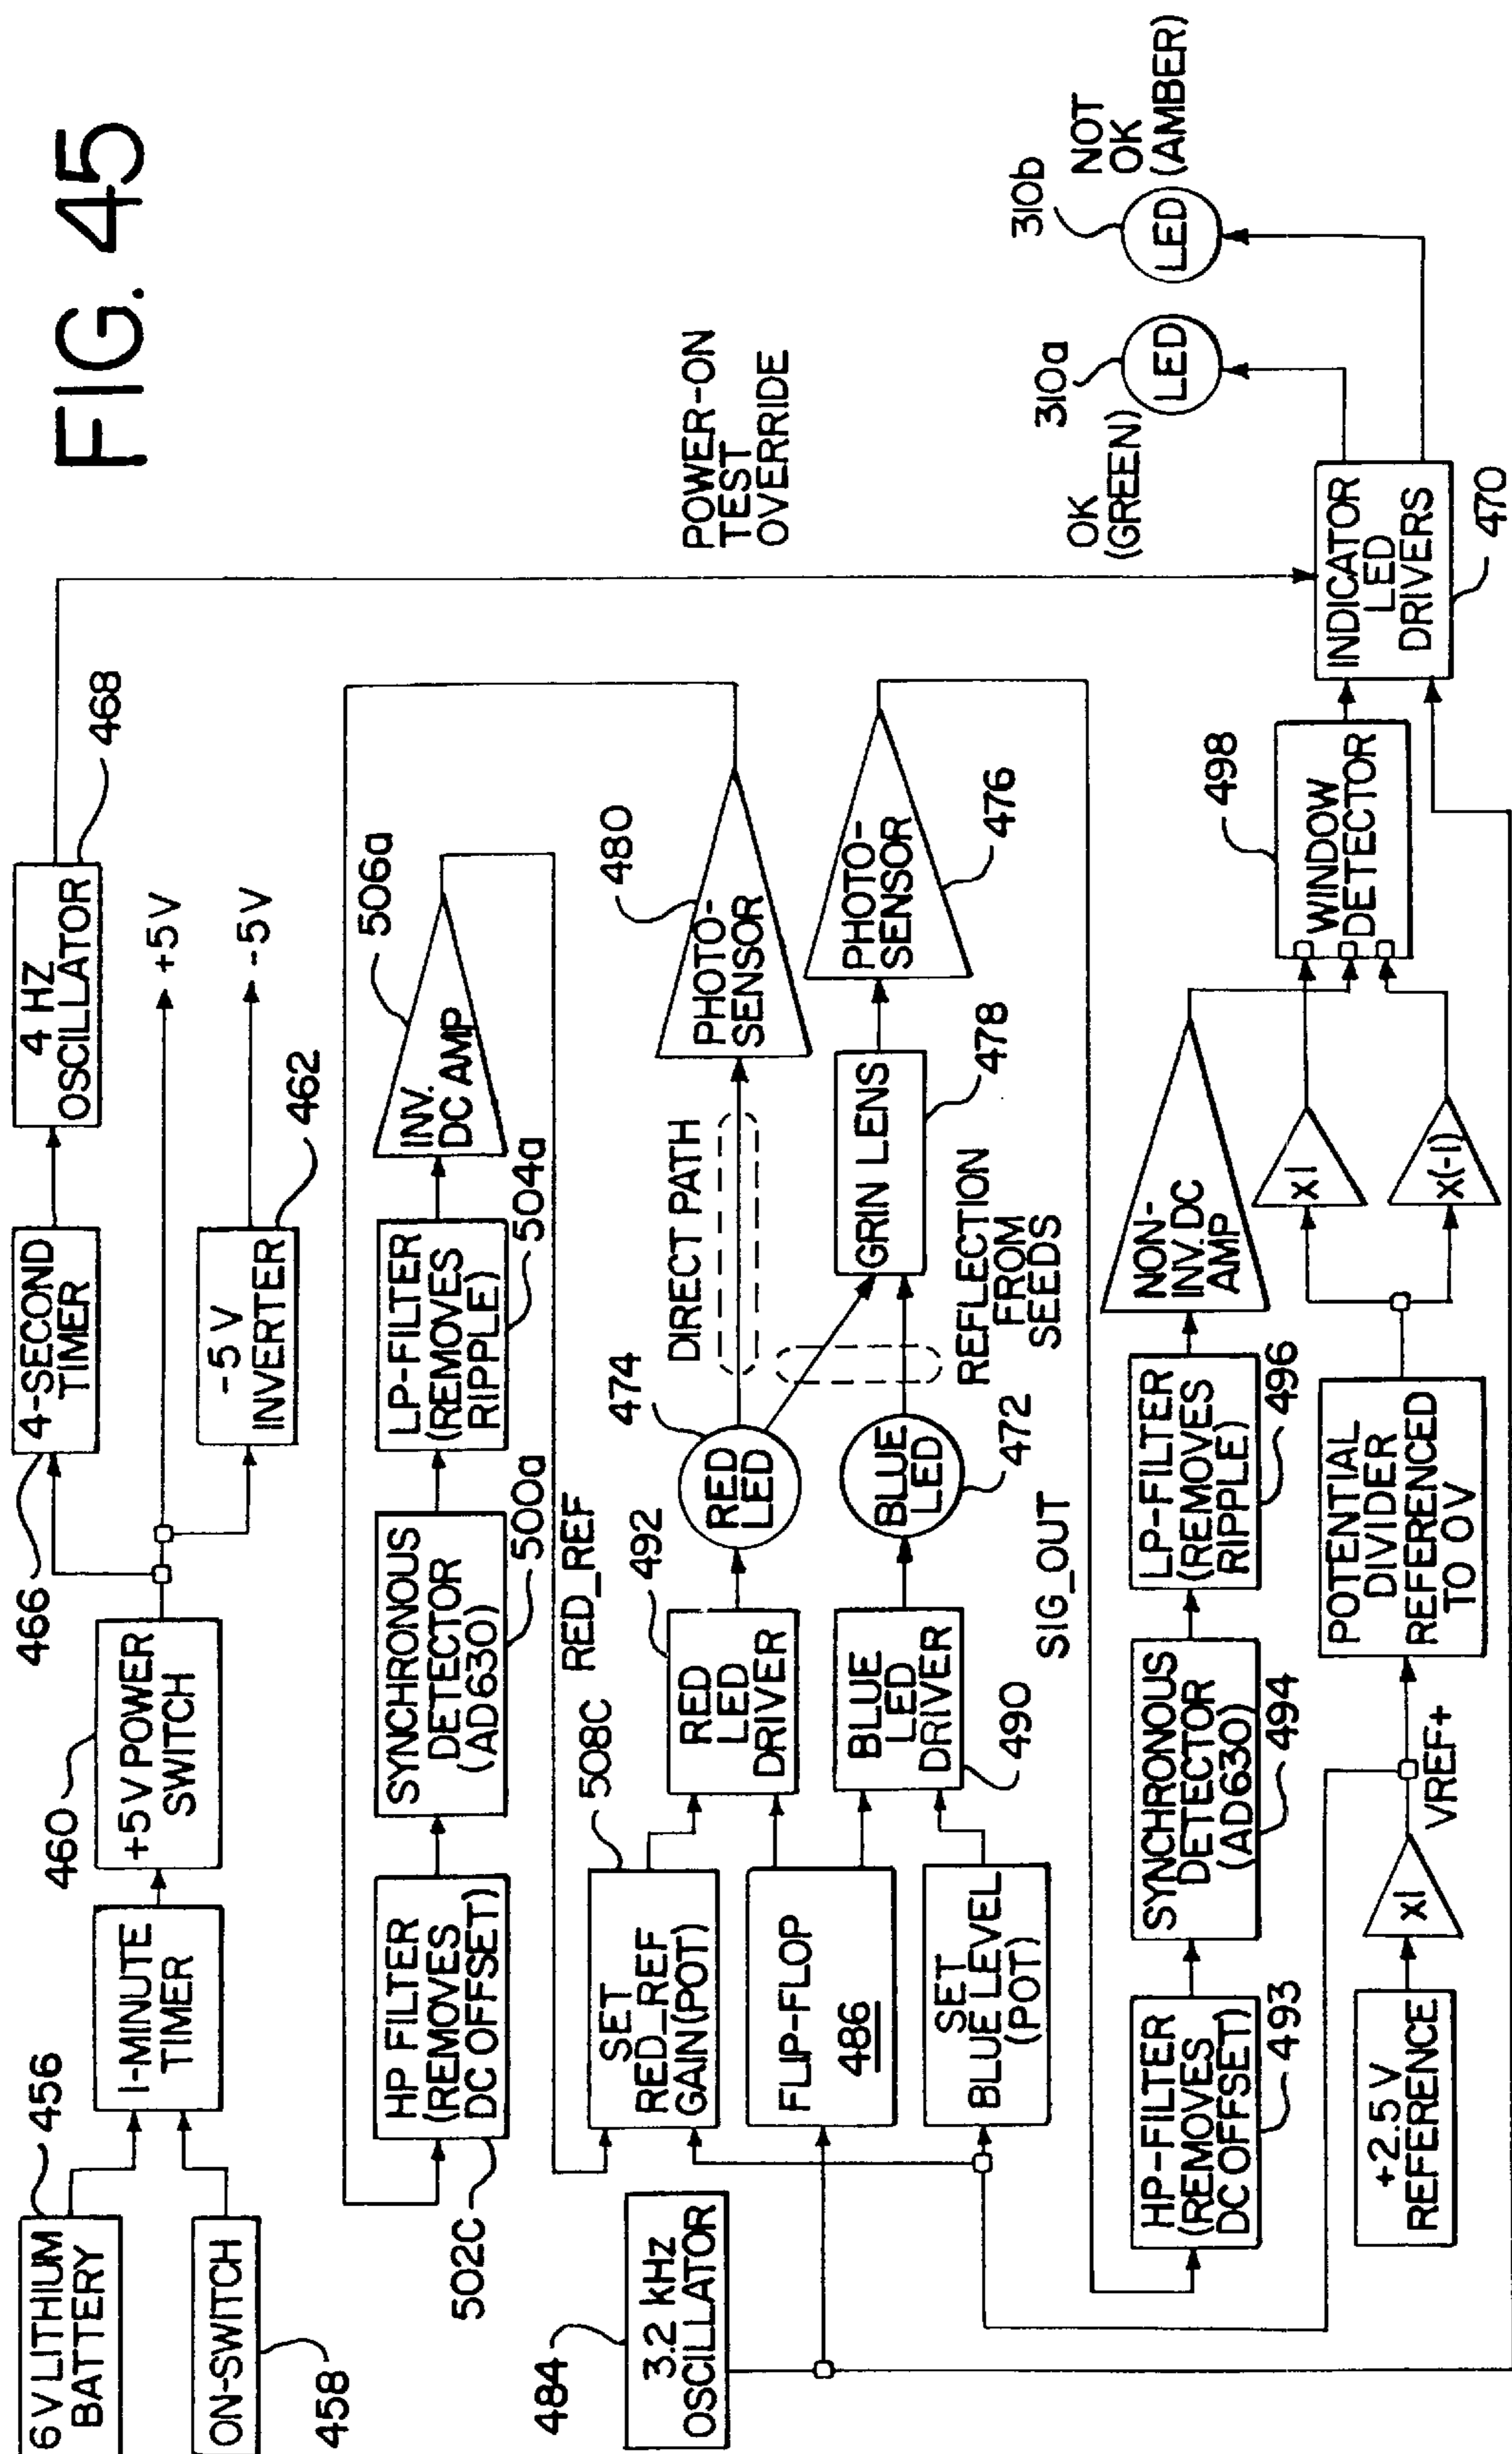 FIG. 45
6 V LITHIUM
BATTERY
456
ON-SWITCH
458
1-MINUTE
TIMER
460
+5 V POWER
SWITCH
466
4-SECOND
TIMER
4 HZ
OSCILLATOR
468
-5 V
INVERTER
462
+5 V
-5 V
HP FILTER
(REMOVES
DC OFFSET)
502C
SYNCHRONOUS
DETECTOR
(AD630)
500a
LP-FILTER
(REMOVES
RIPPLE)
504a
INV.
DC AMP
506a
RED_REF
POWER-ON
TEST
OVERRIDE
484
3.2 kHz
OSCILLATOR
SET
RED_REF
GAIN(POT)
508C
FLIP-FLOP
486
SET
BLUE LEVEL
(POT)
RED
LED
DRIVER
492
BLUE
LED
DRIVER
490
RED
LED
474
BLUE
LED
472
DIRECT PATH
REFLECTION
FROM
SEEDS
GRIN LENS
478
PHOTO-
SENSOR
480
PHOTO-
SENSOR
476
SIG_OUT
HP-FILTER
(REMOVES
DC OFFSET)
493
SYNCHRONOUS
DETECTOR
(AD630)
494
LP-FILTER
(REMOVES
RIPPLE)
496
NON-
INV. DC
AMP
+2.5 V
REFERENCE
x1
VREF+
POTENTIAL
DIVIDER
REFERENCED
TO 0V
x1
x(-1)
WINDOW
DETECTOR
498
INDICATOR
LED
DRIVERS
470
OK
(GREEN)
310a
LED
310b
LED
NOT
OK
(AMBER)